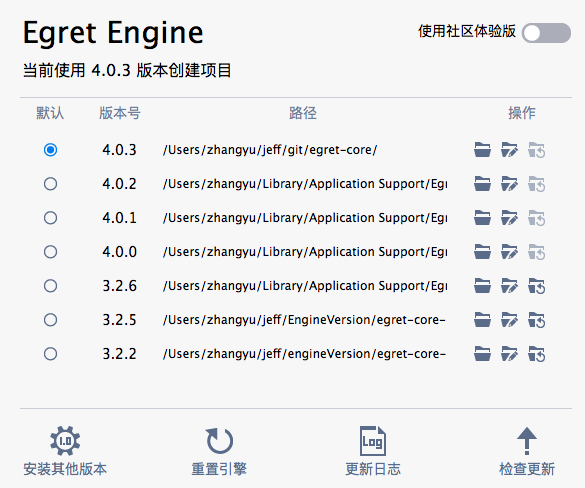 Egret Engine
使用社区体验版
当前使用 4.0.3 版本创建项目
默认 版本号 路径 操作
4.0.3 /Users/zhangyu/jeff/git/egret-core/
4.0.2 /Users/zhangyu/Library/Application Support/Egr
4.0.1 /Users/zhangyu/Library/Application Support/Egr
4.0.0 /Users/zhangyu/Library/Application Support/Egr
3.2.6 /Users/zhangyu/Library/Application Support/Egr
3.2.5 /Users/zhangyu/jeff/EngineVersion/egret-core-
3.2.2 /Users/zhangyu/jeff/engineVersion/egret-core-
1.0 Log
安装其他版本 重置引擎 更新日志 检查更新